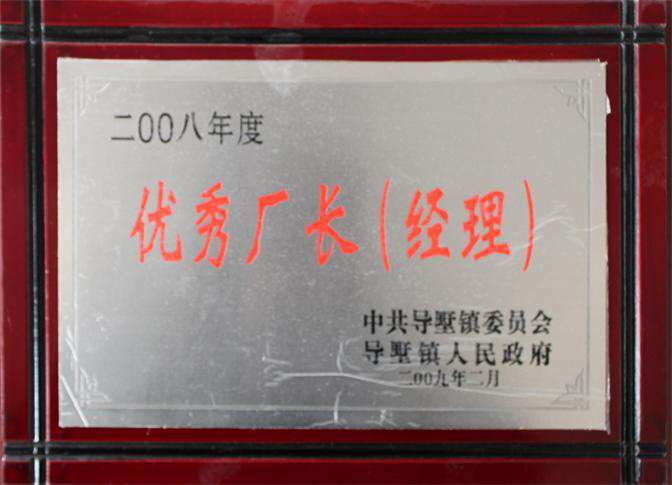 二00八年度
优秀厂长(经理)
中共导墅镇委员会
导墅镇人民政府
二00九年二月